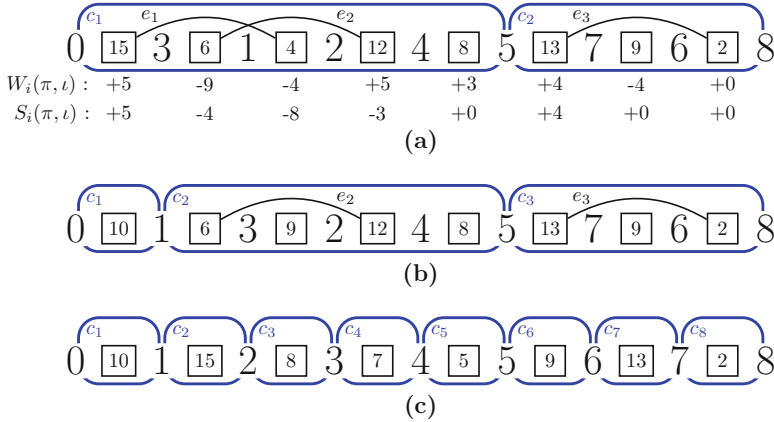 c₁ e₁ e₂ c₂ e₃
0 15 3 6 1 4 2 12 4 8 5 13 7 9 6 2 8
Wᵢ(π, ι) : +5 -9 -4 +5 +3 +4 -4 +0
Sᵢ(π, ι) : +5 -4 -8 -3 +0 +4 +0 +0
(a)
c₁ c₂ e₂ c₃ e₃
0 10 1 6 3 9 2 12 4 8 5 13 7 9 6 2 8
(b)
c₁ c₂ c₃ c₄ c₅ c₆ c₇ c₈
0 10 1 15 2 8 3 7 4 5 5 9 6 13 7 2 8
(c)